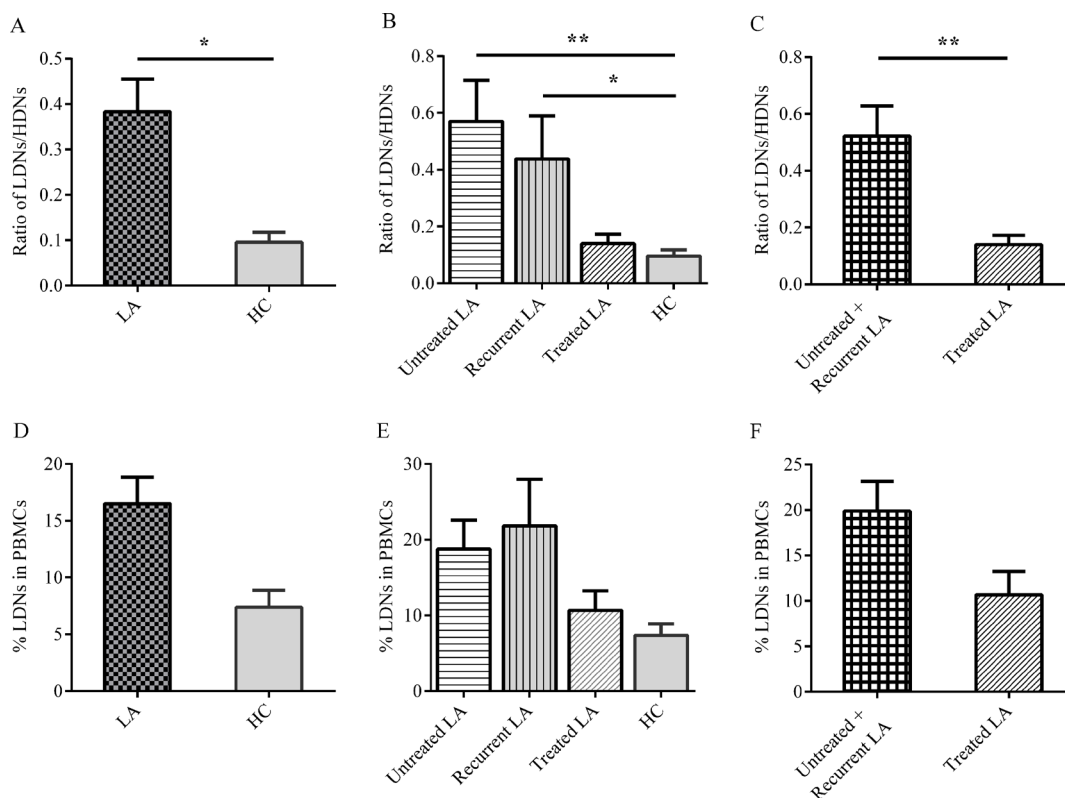 A
*
Ratio of LDNs/HDNs
0.5
0.4
0.3
0.2
0.1
0.0
LA
HC
B
**
*
Ratio of LDNs/HDNs
0.8
0.6
0.4
0.2
0.0
Untreated LA
Recurrent LA
Treated LA
HC
C
**
Ratio of LDNs/HDNs
0.8
0.6
0.4
0.2
0.0
Untreated +
Recurrent LA
Treated LA
D
% LDNs in PBMCs
20
15
10
5
0
LA
HC
E
% LDNs in PBMCs
30
20
10
0
Untreated LA
Recurrent LA
Treated LA
HC
F
% LDNs in PBMCs
25
20
15
10
5
0
Untreated +
Recurrent LA
Treated LA